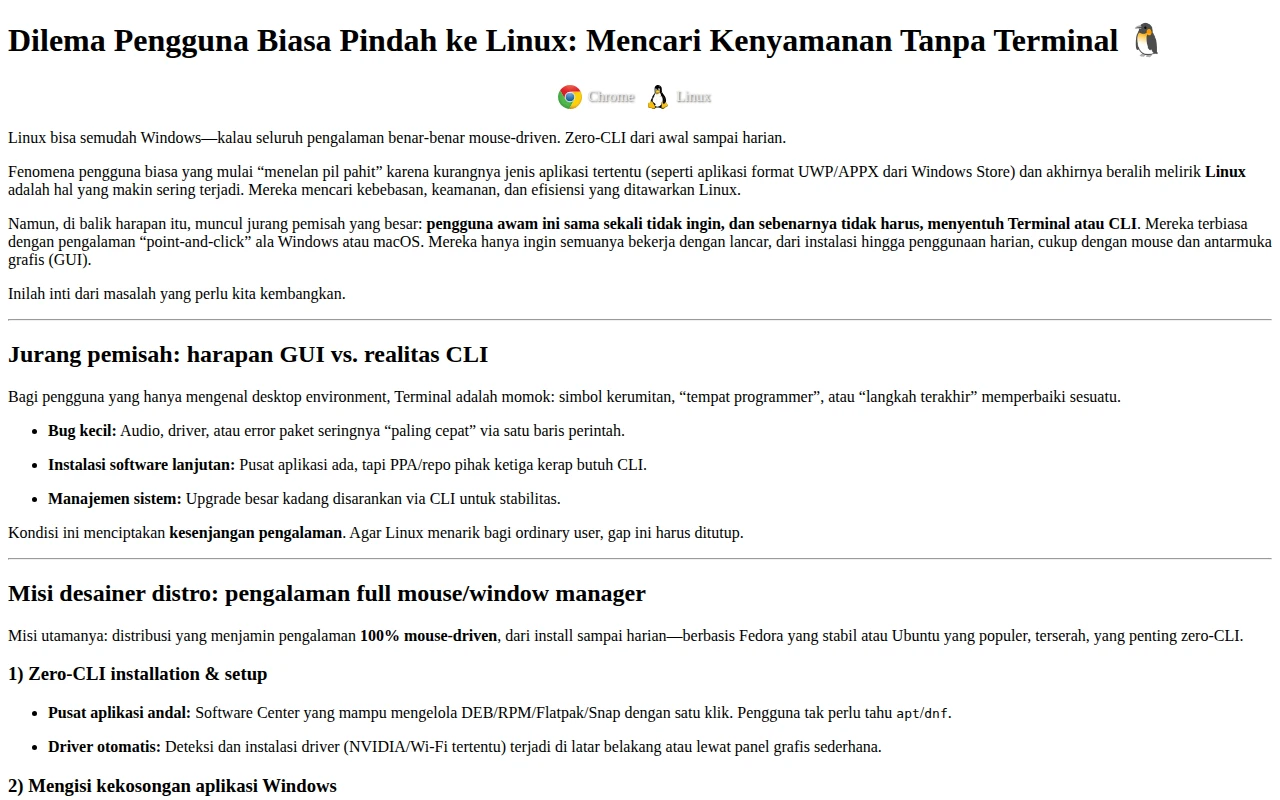 Dilema Pengguna Biasa Pindah ke Linux: Mencari Kenyamanan Tanpa Terminal 🐧
Chrome Linux
Linux bisa semudah Windows—kalau seluruh pengalaman benar-benar mouse-driven. Zero-CLI dari awal sampai harian.
Fenomena pengguna biasa yang mulai “menelan pil pahit” karena kurangnya jenis aplikasi tertentu (seperti aplikasi format UWP/APPX dari Windows Store) dan akhirnya beralih melirik Linux
adalah hal yang makin sering terjadi. Mereka mencari kebebasan, keamanan, dan efisiensi yang ditawarkan Linux.
Namun, di balik harapan itu, muncul jurang pemisah yang besar: pengguna awam ini sama sekali tidak ingin, dan sebenarnya tidak harus, menyentuh Terminal atau CLI. Mereka terbiasa
dengan pengalaman “point-and-click” ala Windows atau macOS. Mereka hanya ingin semuanya bekerja dengan lancar, dari instalasi hingga penggunaan harian, cukup dengan mouse dan antarmuka
grafis (GUI).
Inilah inti dari masalah yang perlu kita kembangkan.
Jurang pemisah: harapan GUI vs. realitas CLI
Bagi pengguna yang hanya mengenal desktop environment, Terminal adalah momok: simbol kerumitan, “tempat programmer”, atau “langkah terakhir” memperbaiki sesuatu.
• Bug kecil: Audio, driver, atau error paket seringnya “paling cepat” via satu baris perintah.
• Instalasi software lanjutan: Pusat aplikasi ada, tapi PPA/repo pihak ketiga kerap butuh CLI.
• Manajemen sistem: Upgrade besar kadang disarankan via CLI untuk stabilitas.
Kondisi ini menciptakan kesenjangan pengalaman. Agar Linux menarik bagi ordinary user, gap ini harus ditutup.
Misi desainer distro: pengalaman full mouse/window manager
Misi utamanya: distribusi yang menjamin pengalaman 100% mouse-driven, dari install sampai harian—berbasis Fedora yang stabil atau Ubuntu yang populer, terserah, yang penting zero-CLI.
1) Zero-CLI installation & setup
• Pusat aplikasi andal: Software Center yang mampu mengelola DEB/RPM/Flatpak/Snap dengan satu klik. Pengguna tak perlu tahu apt/dnf.
• Driver otomatis: Deteksi dan instalasi driver (NVIDIA/Wi-Fi tertentu) terjadi di latar belakang atau lewat panel grafis sederhana.
2) Mengisi kekosongan aplikasi Windows